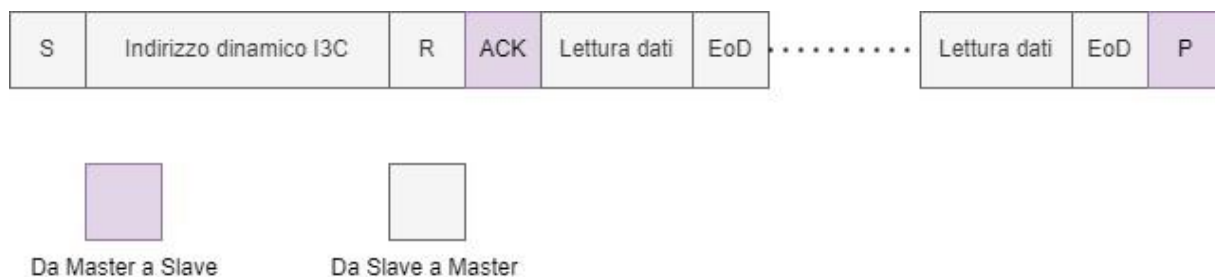 S Indirizzo dinamico I3C R ACK Lettura dati EoD Lettura dati EoD P
Da Master a Slave Da Slave a Master